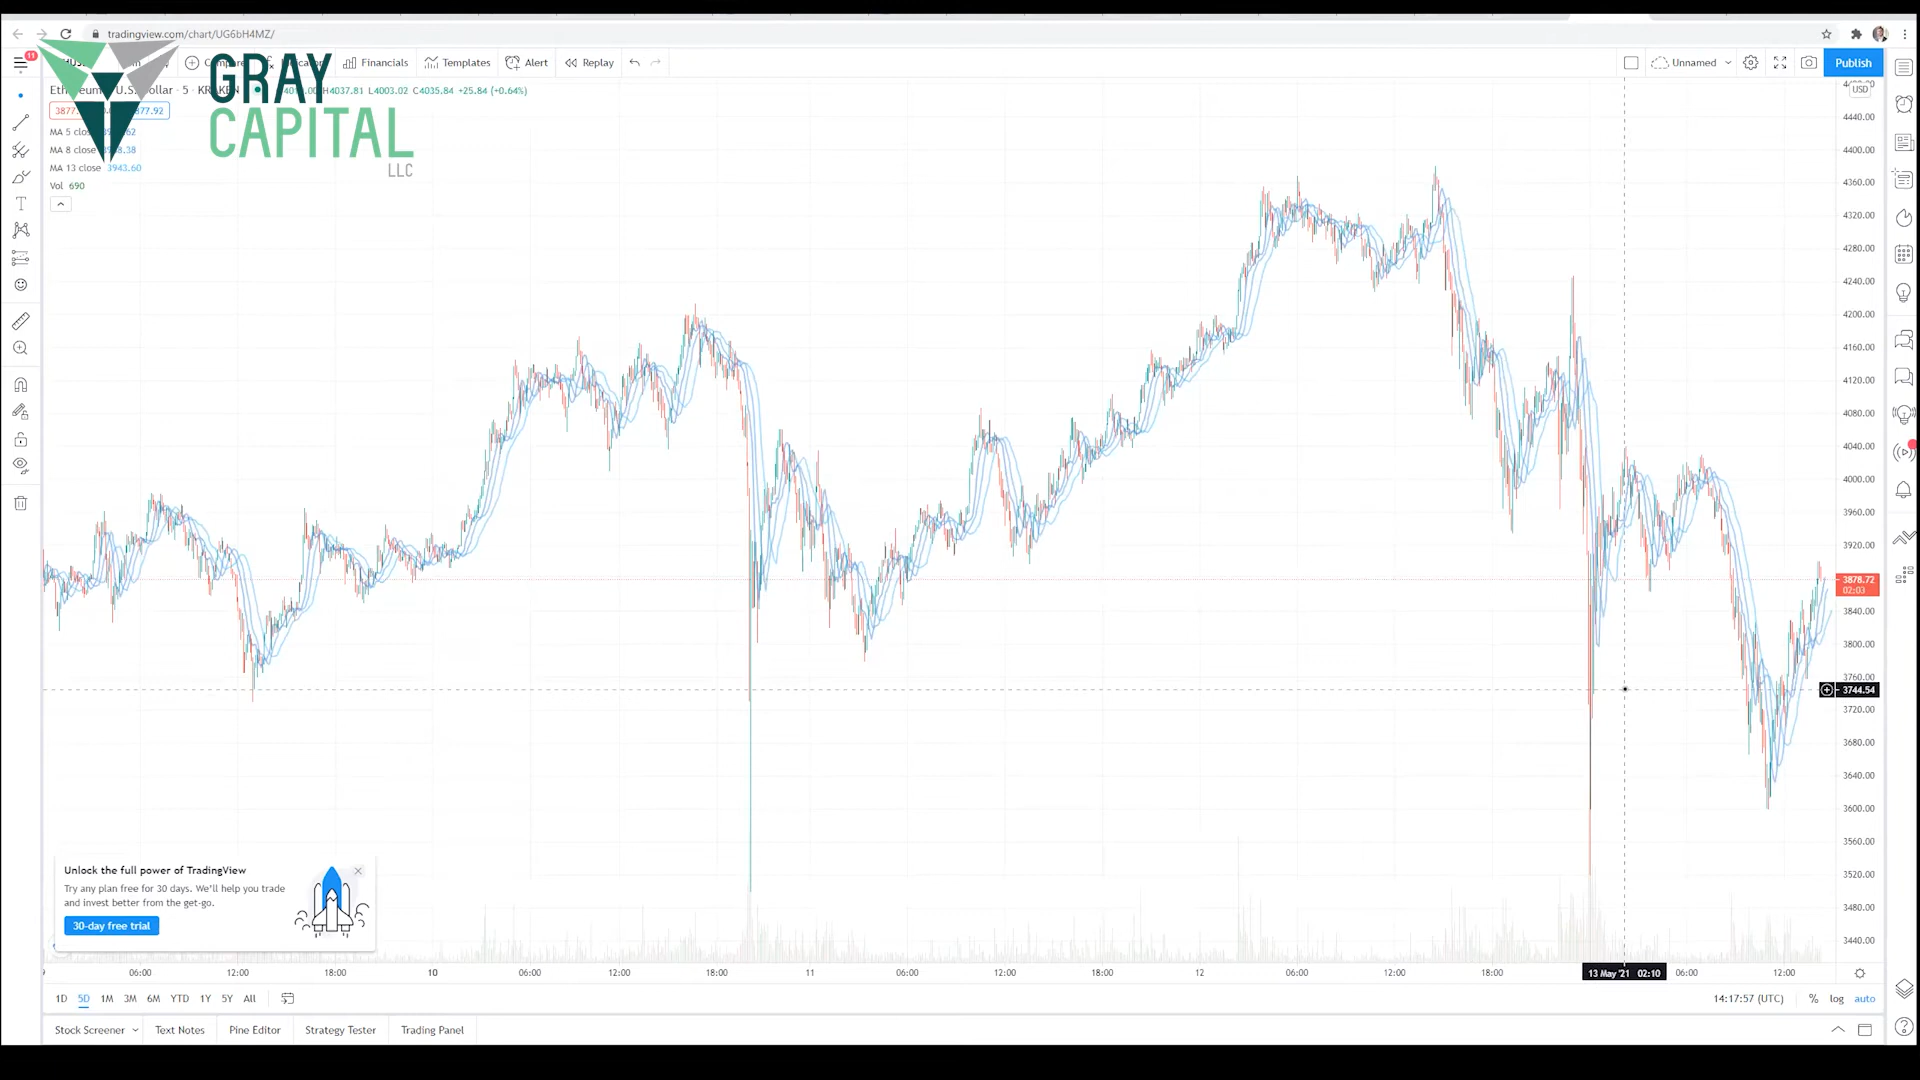 tradingview.com/chart/UG6bH4MZ/
11
Financials
Templates
Alert
Replay
Unnamed
Publish
GRAY
CAPITAL
LLC
Dollar · 5 · KRAKEN
H4037.81 L4003.02 C4035.84 +25.84 (+0.64%)
USD
MA 5 close
MA 8 close
MA 13 close 3943.60
Vol 690
4440.00
4400.00
4360.00
4320.00
4280.00
4240.00
4200.00
4160.00
4120.00
4080.00
4040.00
4000.00
3960.00
3920.00
3878.72
02:03
3840.00
3800.00
3760.00
3744.54
3720.00
3680.00
3640.00
3600.00
3560.00
3520.00
3480.00
3440.00
Unlock the full power of TradingView
Try any plan free for 30 days. We'll help you trade
and invest better from the get-go.
30-day free trial
06:00 12:00 18:00 10 06:00 12:00 18:00 11 06:00 12:00 18:00 12 06:00 12:00 18:00 13 May '21 02:10 06:00 12:00
1D 5D 1M 3M 6M YTD 1Y 5Y All
14:17:57 (UTC) % log auto
Stock Screener Text Notes Pine Editor Strategy Tester Trading Panel